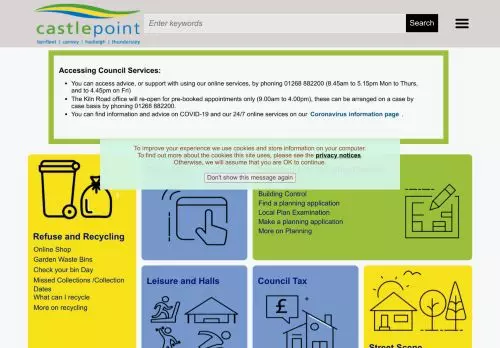 castlepoint
benfleet | canvey | hadleigh | thundersley
Enter keywords
Search
Accessing Council Services:
• You can access advice, or support with using our online services, by phoning 01268 882200 (8.45am to 5.15pm Mon to Thurs,
and to 4.45pm on Fri)
• The Kiln Road office will re-open for pre-booked appointments only (9.00am to 4.00pm), these can be arranged on a case by
case basis by phoning 01268 882200.
• You can find information and advice on COVID-19 and our 24/7 online services on our Coronavirus information page .
To improve your experience we use cookies and store information on your computer.
To find out more about the cookies this site uses, please see the privacy notices.
Otherwise, we will assume that you are OK to continue.
Don't show this message again
Building Control
Find a planning application
Local Plan Examination
Make a planning application
More on Planning
Refuse and Recycling
Online Shop
Garden Waste Bins
Check your bin Day
Missed Collections /Collection
Dates
What can I recycle
More on recycling
Leisure and Halls
Council Tax
£
Street Scene